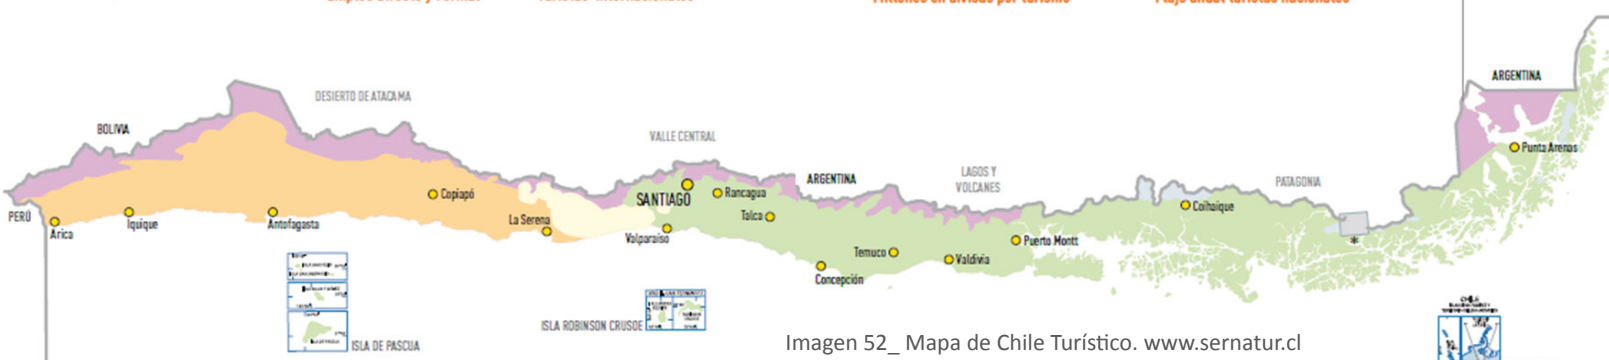 ARGENTINA
DESIERTO DE ATACAMA
BOLIVIA
VALLE CENTRAL
Punta Arenas
LAGOS Y
VOLCANES
ARGENTINA
PATAGONIA
Copiapó
SANTIAGO
Rancagua
Coihaique
PERÚ
Arica
Iquique
Antofagasta
La Serena
Valparaíso
Talca
Temuco
Valdivia
Puerto Montt
*
Concepción
CHILE
ISLA ROBINSON CRUSOE
ISLA DE PASCUA
Imagen 52_ Mapa de Chile Turístico. www.sernatur.cl